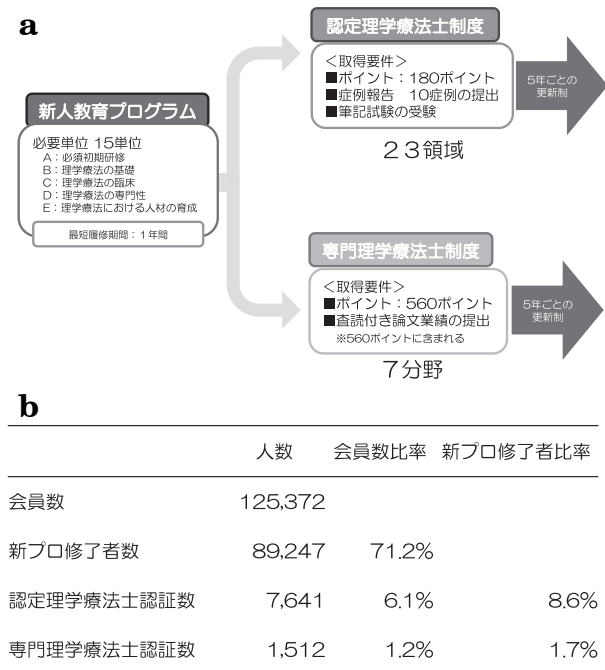 a
認定理学療法士制度
＜取得要件＞
■ポイント：180ポイント
■症例報告　10症例の提出
■筆記試験の受験
5年ごとの
更新制
２３領域
新人教育プログラム
必要単位 15単位
A：必須初期研修
B：理学療法の基礎
C：理学療法の臨床
D：理学療法の専門性
E：理学療法における人材の育成
最短履修期間：１年間
専門理学療法士制度
＜取得要件＞
■ポイント：560ポイント
■査読付き論文業績の提出
※560ポイントに含まれる
5年ごとの
更新制
７分野
b
人数　会員数比率　新プロ修了者比率
会員数　125,372
新プロ修了者数　89,247　71.2%
認定理学療法士認証数　7,641　6.1%　8.6%
専門理学療法士認証数　1,512　1.2%　1.7%